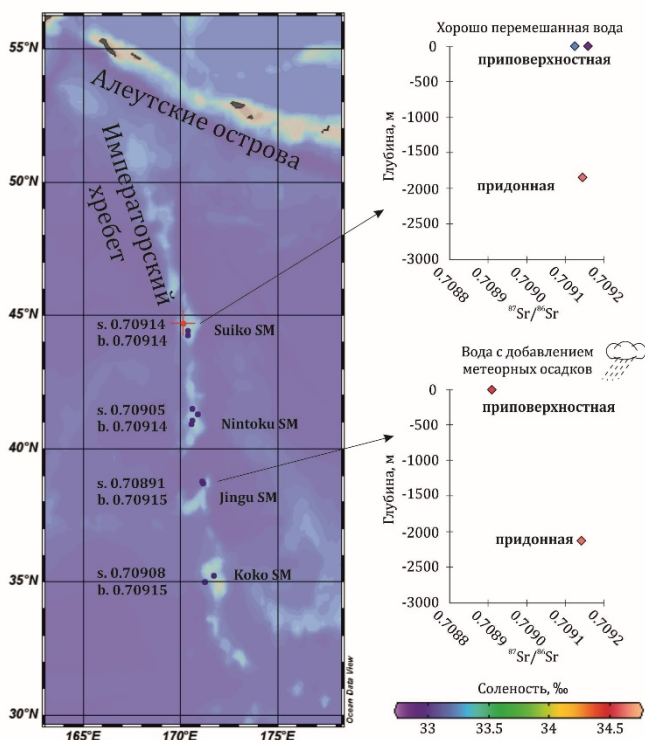 55°N
50°N
45°N
40°N
35°N
30°N
165°E
170°E
175°E
Алеутские острова
Императорский
хребет
s. 0.70914
b. 0.70914
Suiko SM
s. 0.70905
b. 0.70914
Nintoku SM
s. 0.70891
b. 0.70915
Jingu SM
s. 0.70908
b. 0.70915
Koko SM
Ocean Data View
Хорошо перемешанная вода
приповерхностная
придонная
Глубина, м
0
-500
-1000
-1500
-2000
-2500
-3000
0.7088
0.7089
0.7090
0.7091
0.7092
⁸⁷Sr/⁸⁶Sr
Вода с добавлением
метеорных осадков
приповерхностная
придонная
Глубина, м
0
-500
-1000
-1500
-2000
-2500
-3000
0.7088
0.7089
0.7090
0.7091
0.7092
⁸⁷Sr/⁸⁶Sr
Соленость, ‰
33
33.5
34
34.5